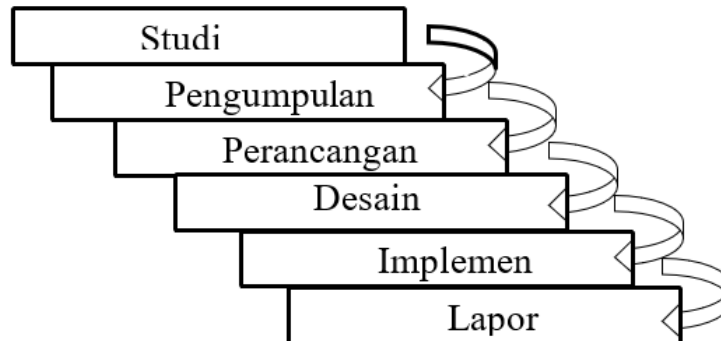 Studi
Pengumpulan
Perancangan
Desain
Implemen
Lapor